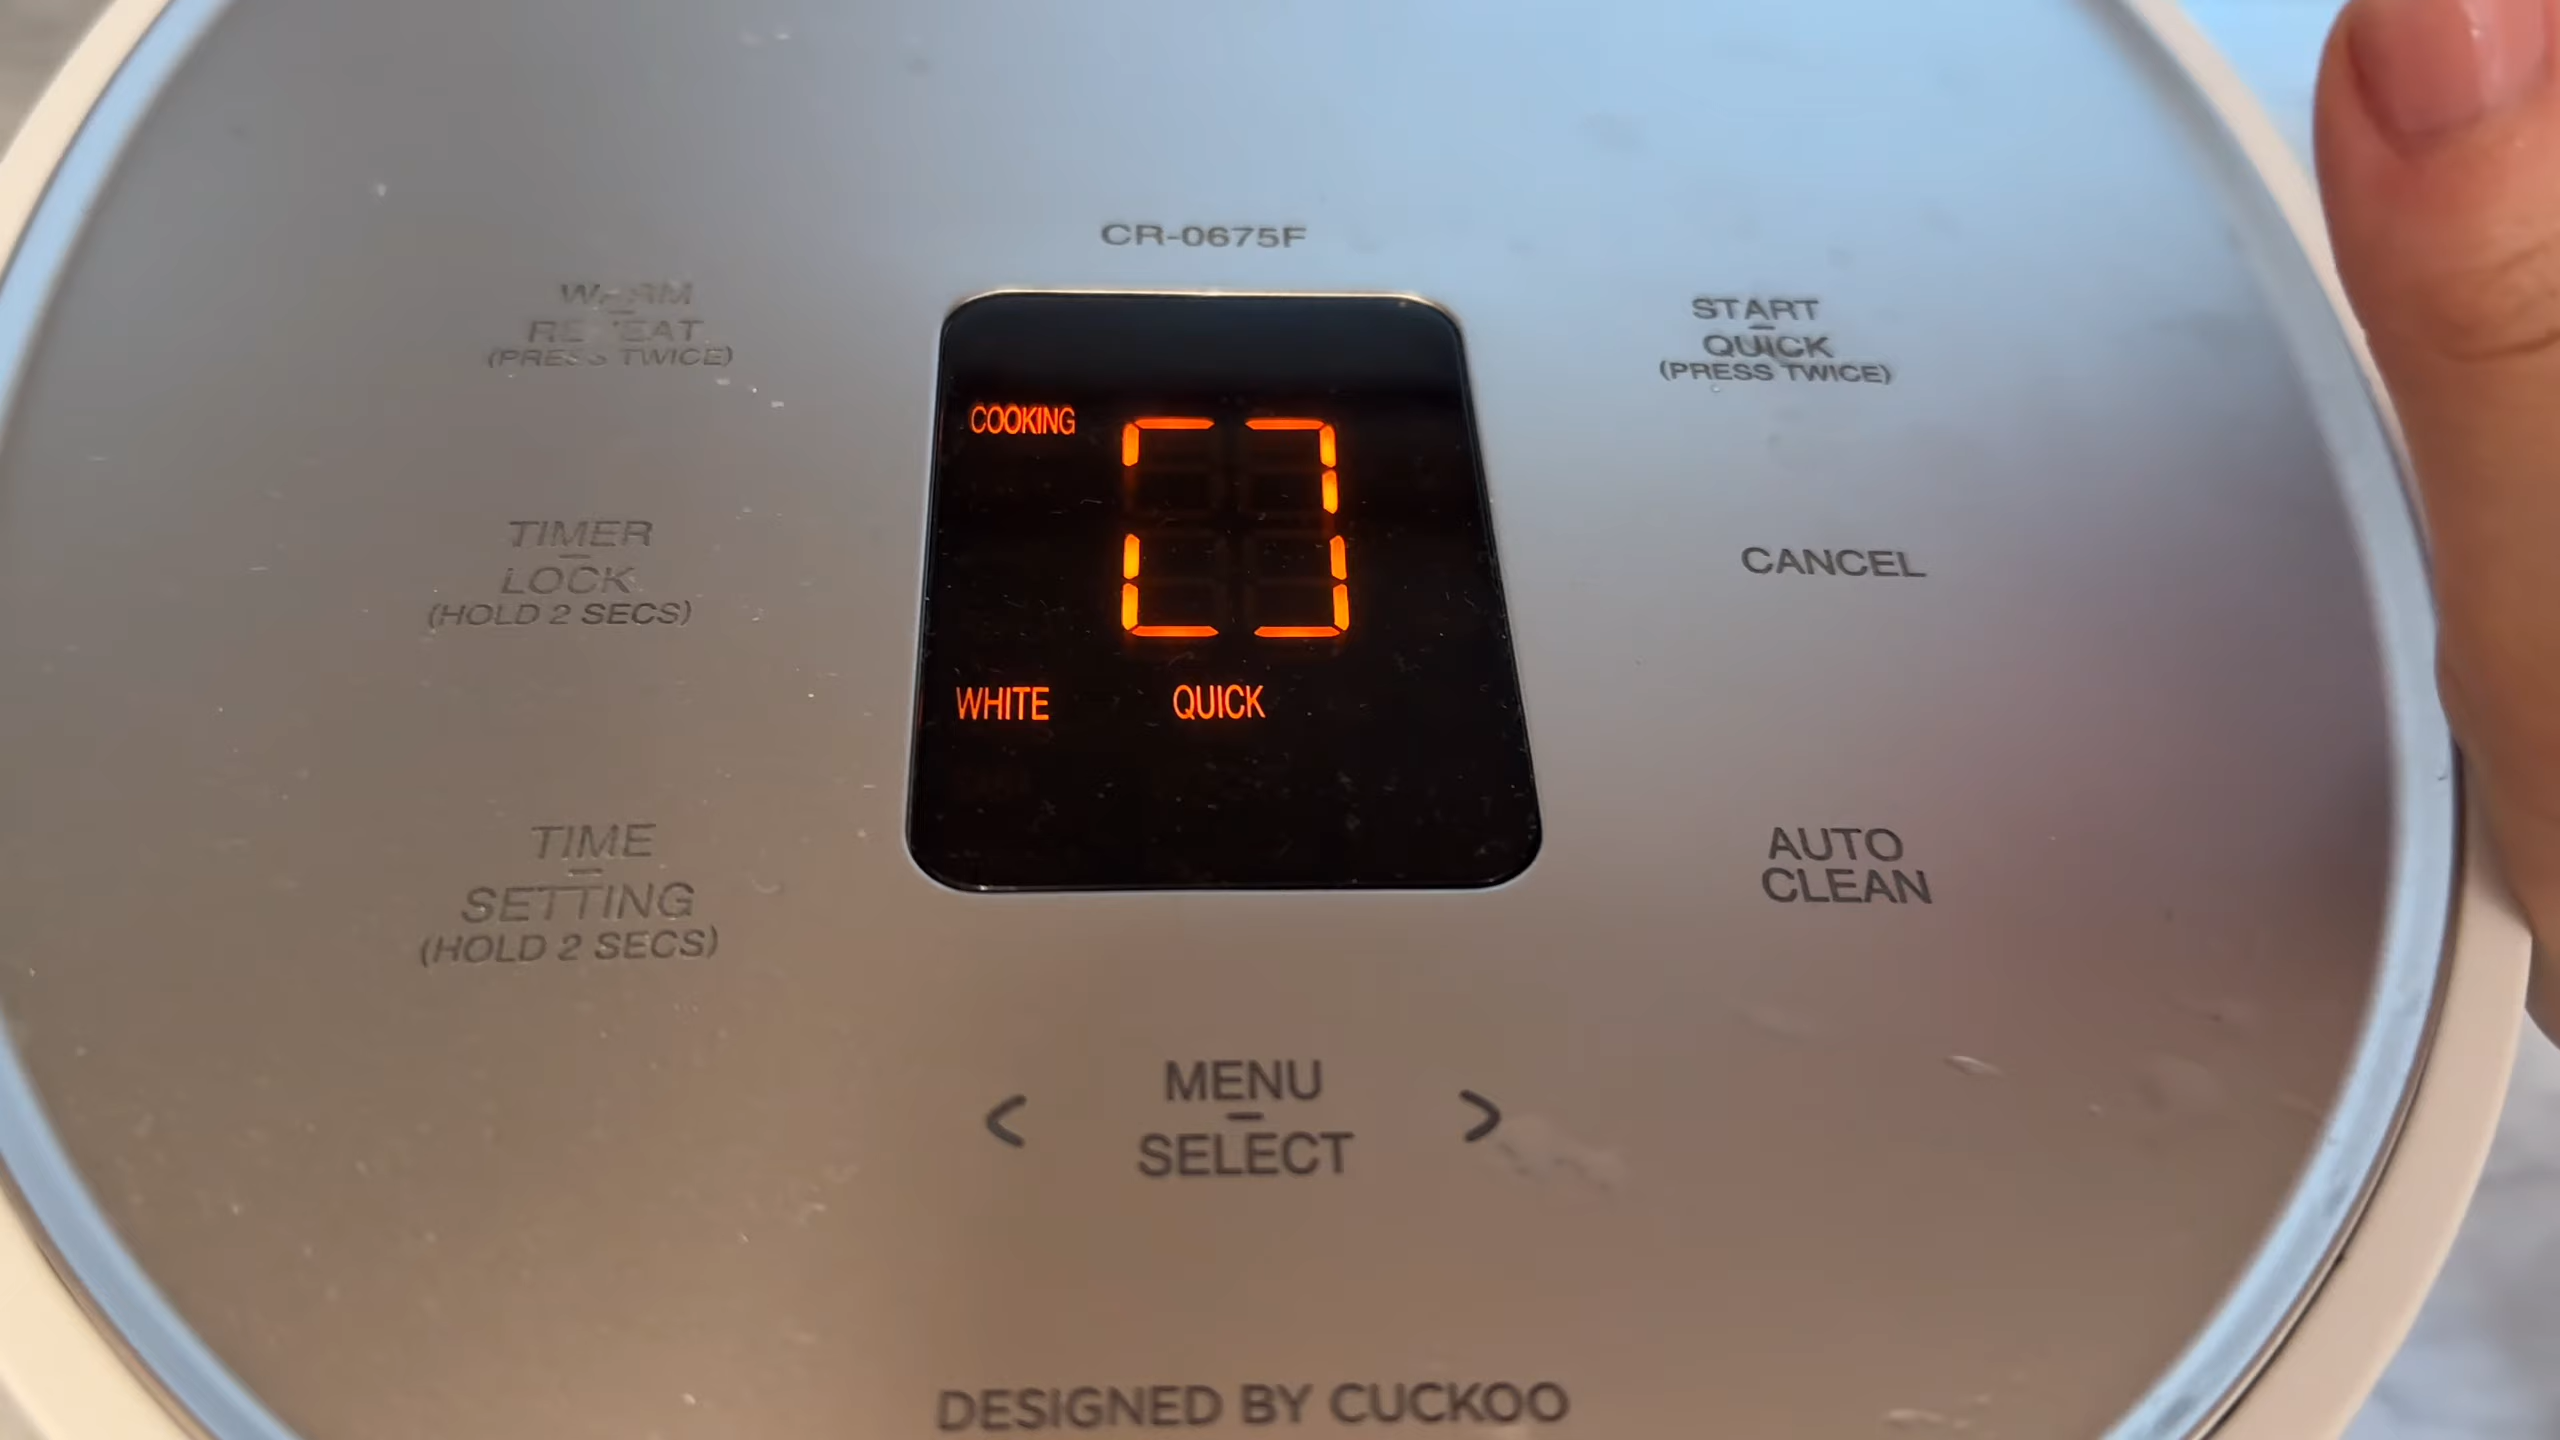 CR-0675F
WARM
REPEAT
(PRESS TWICE)
START
QUICK
(PRESS TWICE)
COOKING
TIMER
LOCK
(HOLD 2 SECS)
CANCEL
WHITE QUICK
TIME
SETTING
(HOLD 2 SECS)
AUTO
CLEAN
< MENU >
SELECT
DESIGNED BY CUCKOO